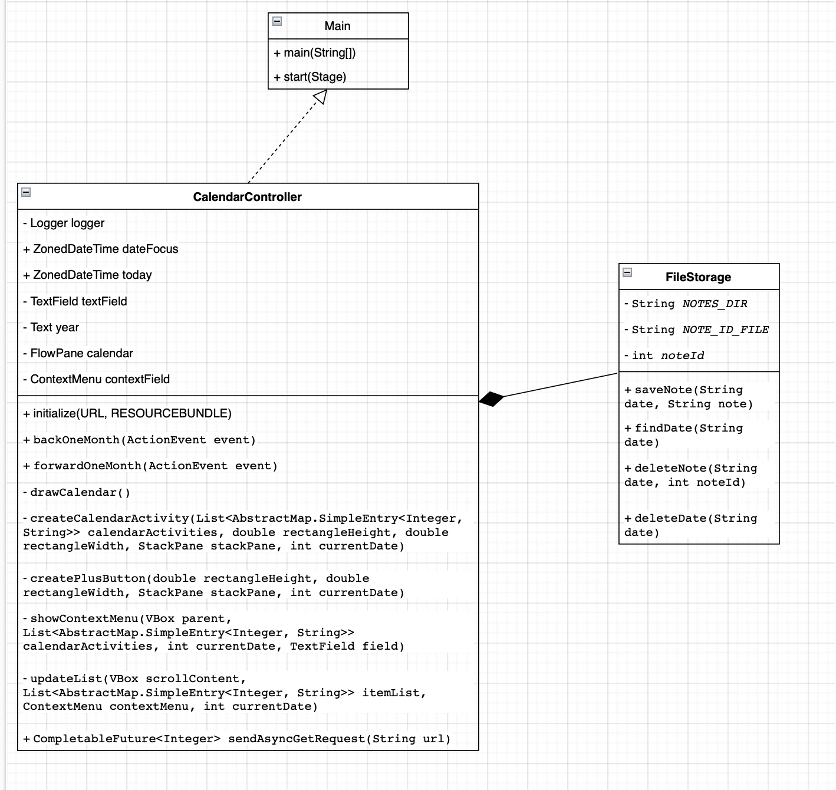 Main
+ main(String[])
+ start(Stage)
CalendarController
- Logger logger
+ ZonedDateTime dateFocus
+ ZonedDateTime today
- TextField textField
- Text year
- FlowPane calendar
- ContextMenu contextField
+ initialize(URL, RESOURCEBUNDLE)
+ backOneMonth(ActionEvent event)
+ forwardOneMonth(ActionEvent event)
- drawCalendar()
- createCalendarActivity(List<AbstractMap.SimpleEntry<Integer,
String>> calendarActivities, double rectangleHeight, double
rectangleWidth, StackPane stackPane, int currentDate)
- createPlusButton(double rectangleHeight, double
rectangleWidth, StackPane stackPane, int currentDate)
- showContextMenu(VBox parent,
List<AbstractMap.SimpleEntry<Integer, String>>
calendarActivities, int currentDate, TextField field)
- updateList(VBox scrollContent,
List<AbstractMap.SimpleEntry<Integer, String>> itemList,
ContextMenu contextMenu, int currentDate)
+ CompletableFuture<Integer> sendAsyncGetRequest(String url)
FileStorage
- String NOTES_DIR
- String NOTE_ID_FILE
- int noteId
+ saveNote(String
date, String note)
+ findDate(String
date)
+ deleteNote(String
date, int noteId)
+ deleteDate(String
date)